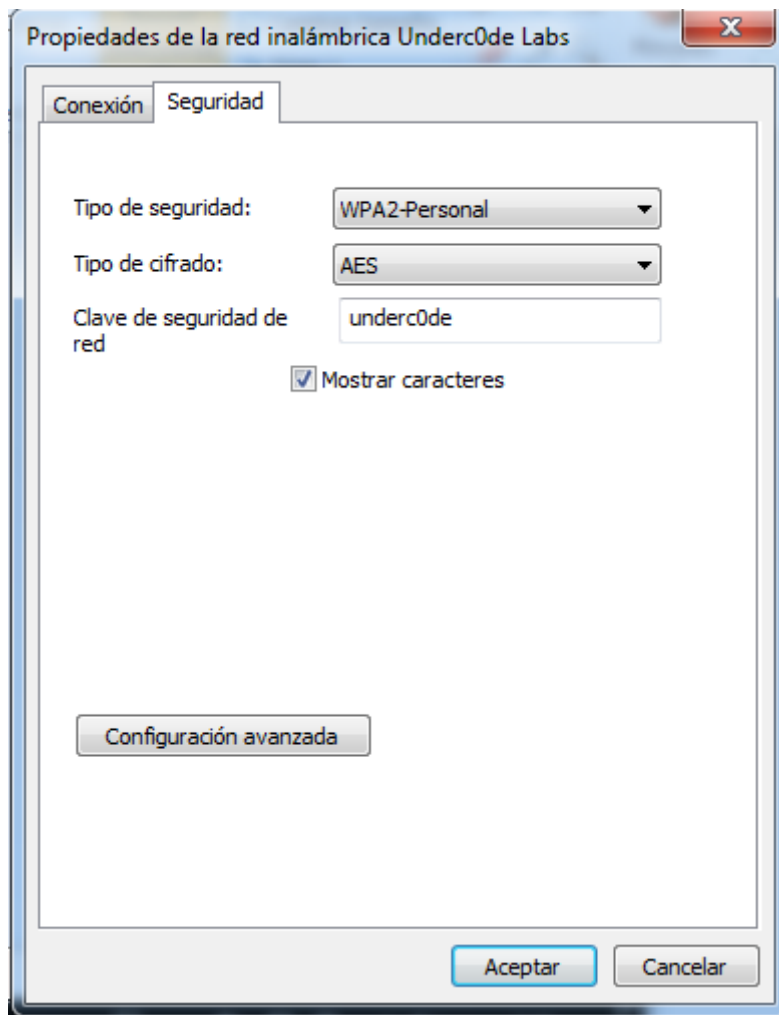 Propiedades de la red inalámbrica Underc0de Labs
Conexión
Seguridad
Tipo de seguridad:
WPA2-Personal
Tipo de cifrado:
AES
Clave de seguridad de
red
underc0de
Mostrar caracteres
Configuración avanzada
Aceptar
Cancelar